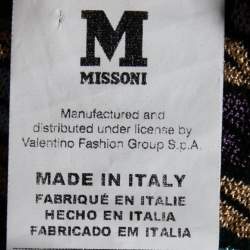 M
MISSONI
Manufactured and
distributed under license by
Valentino Fashion Group S.p.A.
MADE IN ITALY
FABRIQUÉ EN ITALIE
HECHO EN ITALIA
FABRICADO EM ITALIA